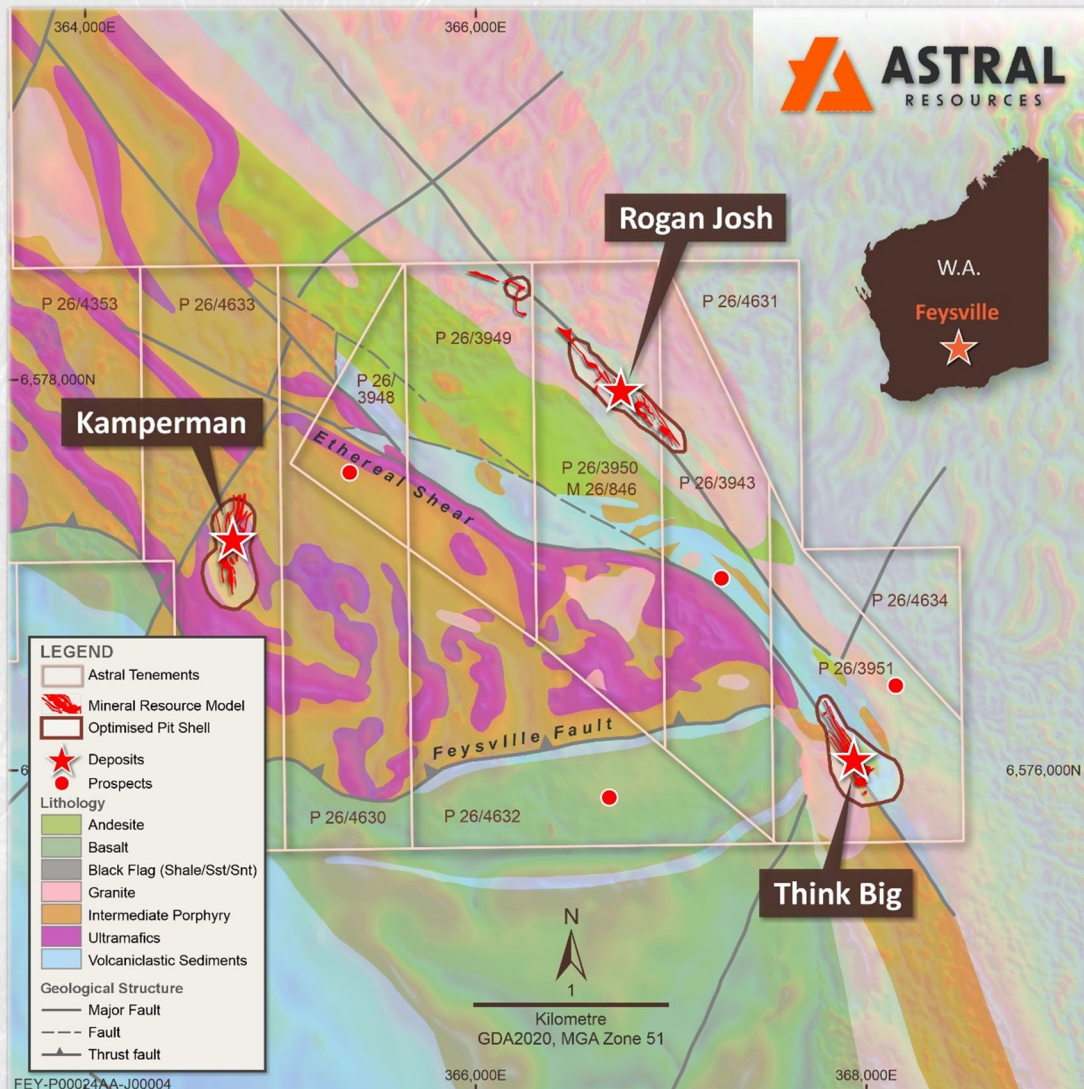 364,000E
366,000E
ASTRAL
RESOURCES
Rogan Josh
W.A.
Feysville
P 26/4353
P 26/4633
P 26/3949
P 26/4631
6,578,000N
P 26/
3948
Kamperman
Ethereal Shear
P 26/3950
M 26/846
P 26/3943
P 26/4634
P 26/3951
Feysville Fault
6,576,000N
P 26/4630
P 26/4632
Think Big
LEGEND
Astral Tenements
Mineral Resource Model
Optimised Pit Shell
Deposits
Prospects
Lithology
Andesite
Basalt
Black Flag (Shale/Sst/Snt)
Granite
Intermediate Porphyry
Ultramafics
Volcaniclastic Sediments
Geological Structure
Major Fault
Fault
Thrust fault
N
1
Kilometre
GDA2020, MGA Zone 51
366,000E
368,000E
FEY-P00024AA-J00004